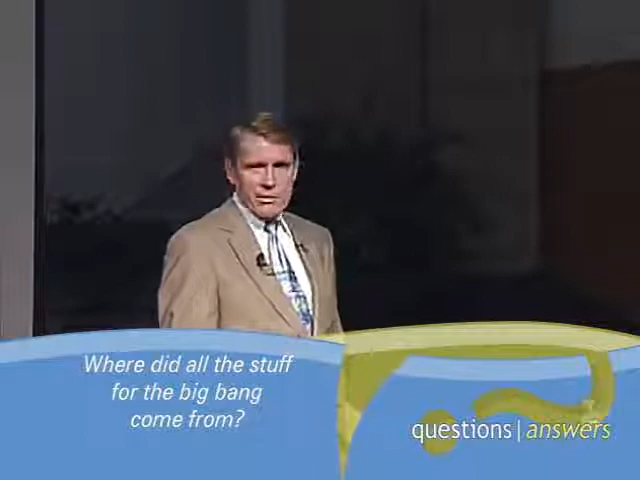 Where did all the stuff
for the big bang
come from?
questions | answers